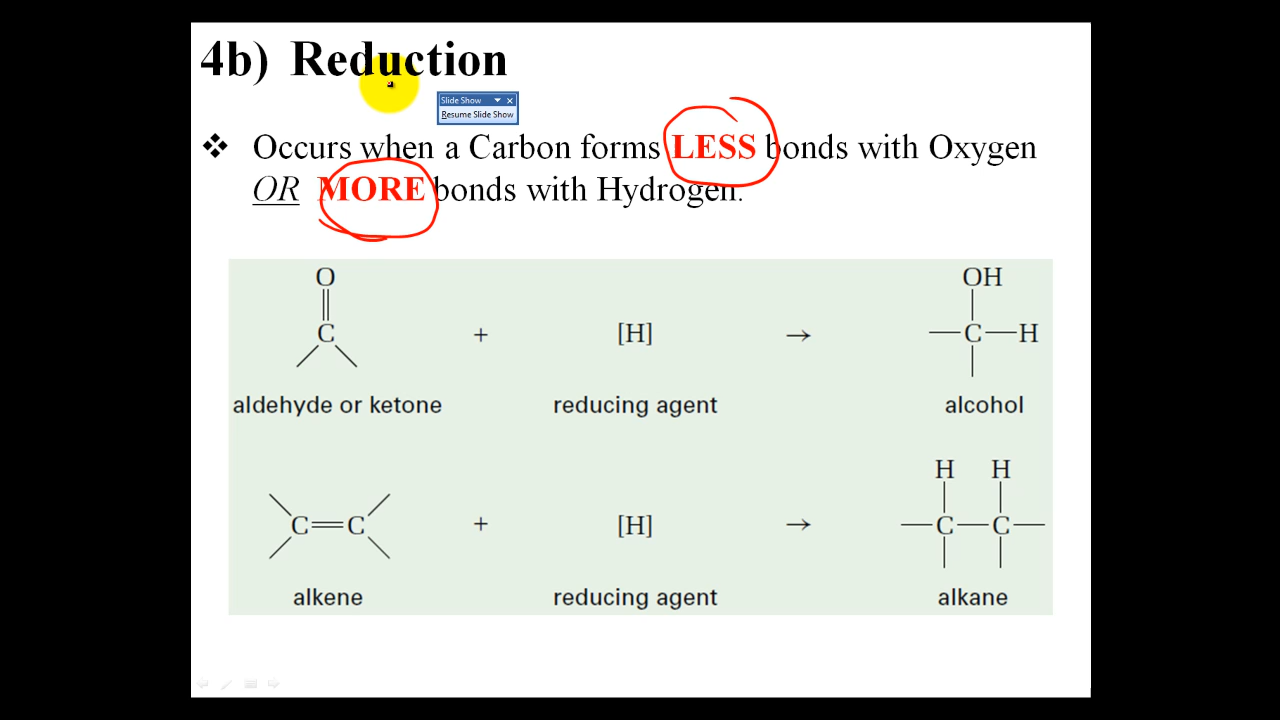 4b) Reduction
Slide Show
Resume Slide Show
❖ Occurs when a Carbon forms LESS bonds with Oxygen
OR MORE bonds with Hydrogen.
O
C
+ [H] →
OH
C H
aldehyde or ketone reducing agent alcohol
H H
C C + [H] → C C
alkene reducing agent alkane